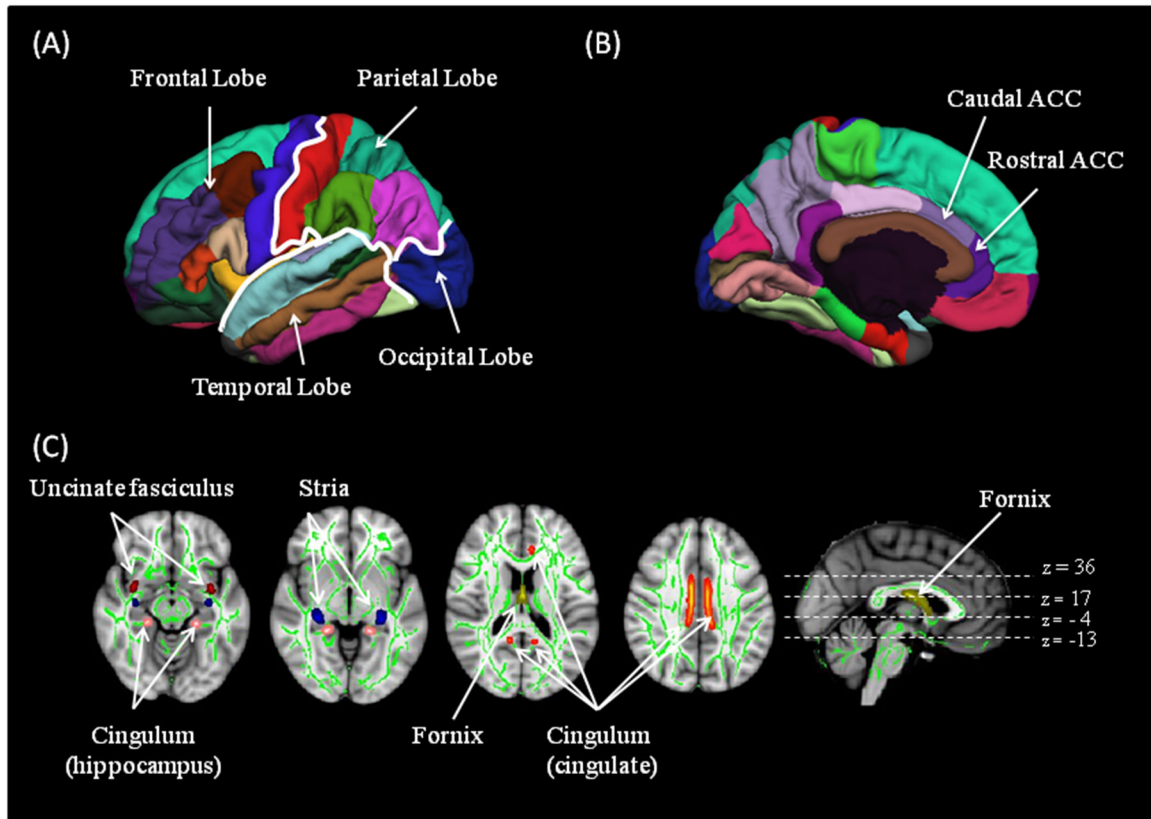 (A)
Frontal Lobe
Parietal Lobe
Occipital Lobe
Temporal Lobe
(B)
Caudal ACC
Rostral ACC
(C)
Uncinate fasciculus
Stria
Fornix
z = 36
z = 17
z = - 4
z = -13
Cingulum
(hippocampus)
Fornix
Cingulum
(cingulate)